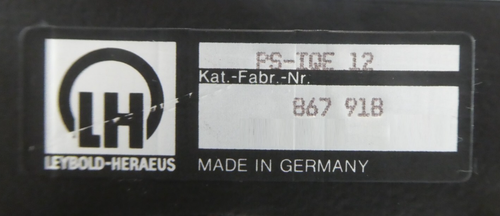 LH
LEYBOLD-HERAEUS
PS-IQE 12
Kat.-Fabr.-Nr.
867 918
MADE IN GERMANY